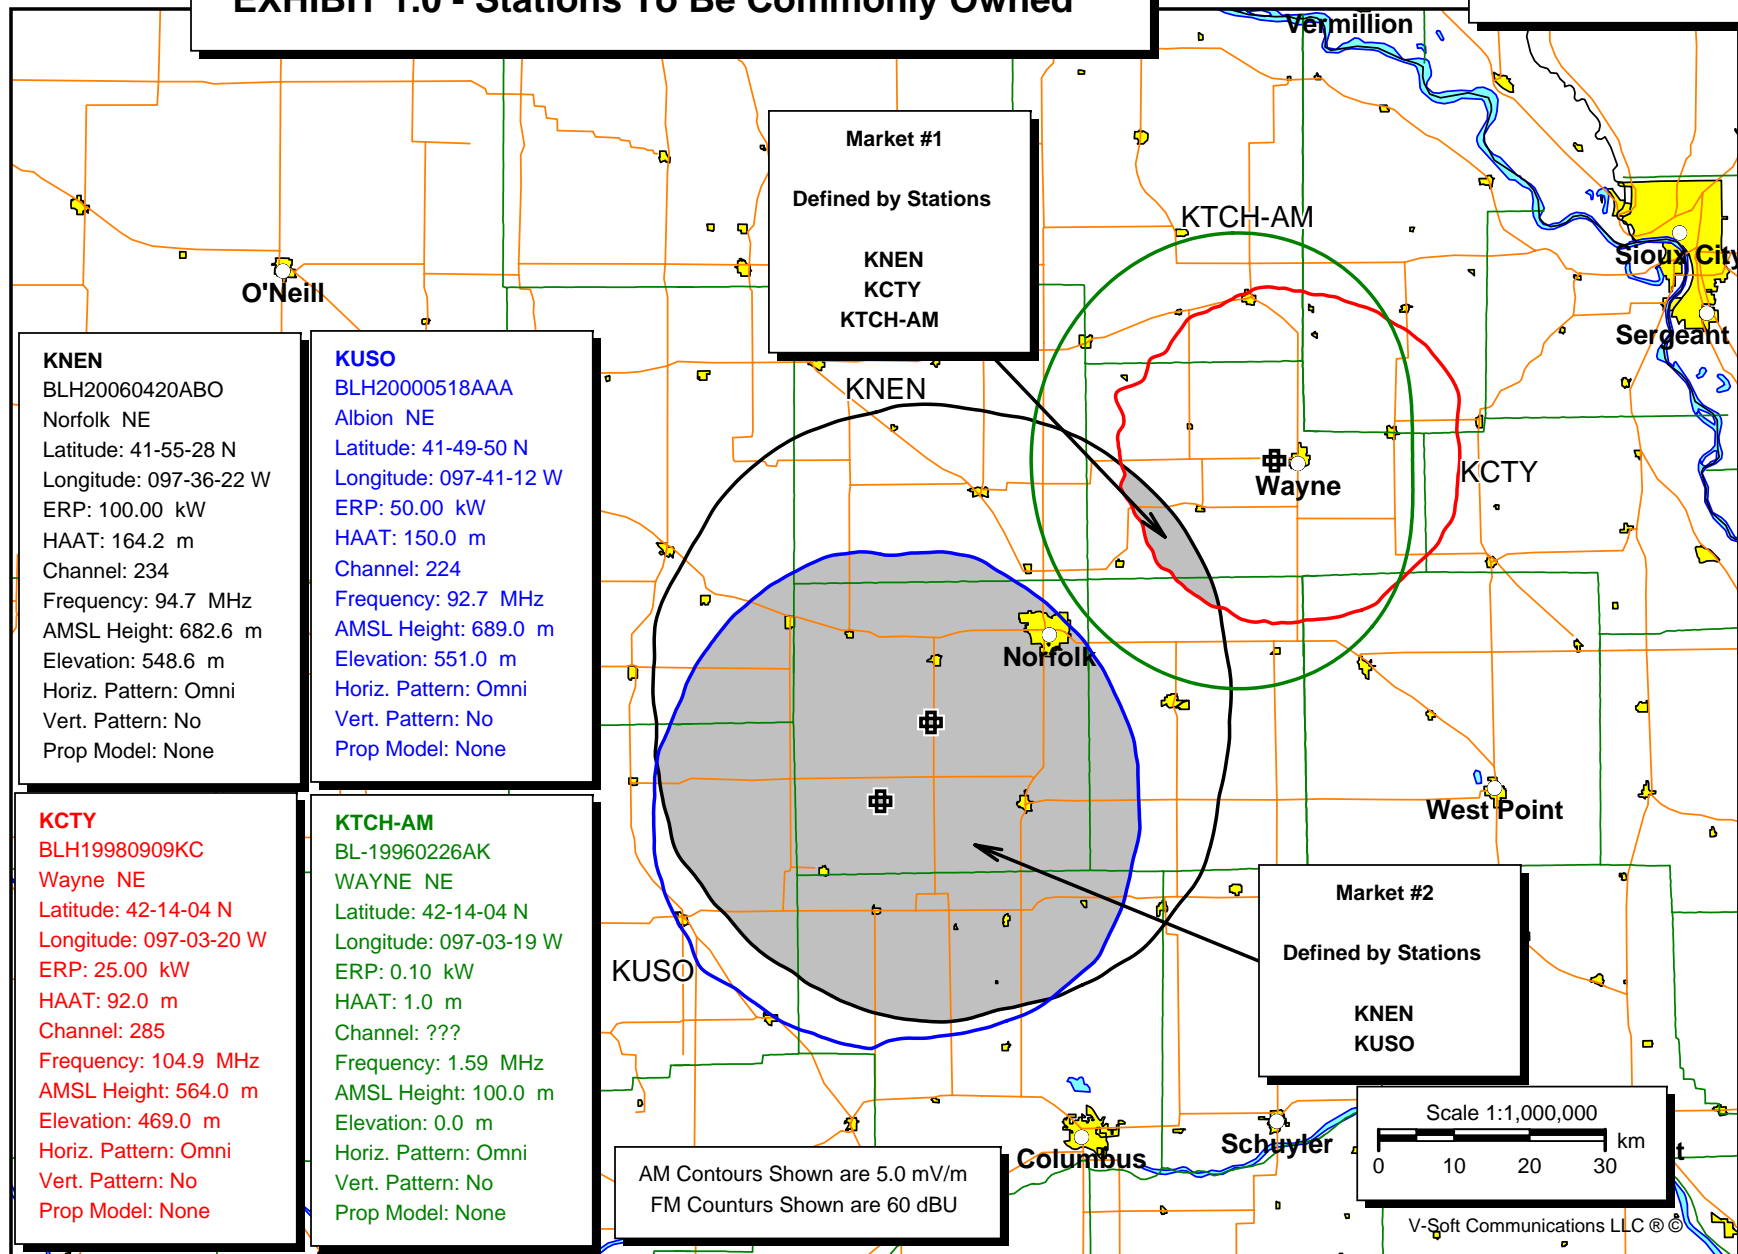 EXHIBIT 1.0 - Stations To Be Commonly Owned
Vermillion
Market #1
Defined by Stations
KNEN
KCTY
KTCH-AM
KTCH-AM
Sioux City
O'Neill
Sergeant
KNEN
BLH20060420ABO
Norfolk NE
Latitude: 41-55-28 N
Longitude: 097-36-22 W
ERP: 100.00 kW
HAAT: 164.2 m
Channel: 234
Frequency: 94.7 MHz
AMSL Height: 682.6 m
Elevation: 548.6 m
Horiz. Pattern: Omni
Vert. Pattern: No
Prop Model: None
KUSO
BLH20000518AAA
Albion NE
Latitude: 41-49-50 N
Longitude: 097-41-12 W
ERP: 50.00 kW
HAAT: 150.0 m
Channel: 224
Frequency: 92.7 MHz
AMSL Height: 689.0 m
Elevation: 551.0 m
Horiz. Pattern: Omni
Vert. Pattern: No
Prop Model: None
KNEN
KCTY
Wayne
Norfolk
West Point
KCTY
BLH19980909KC
Wayne NE
Latitude: 42-14-04 N
Longitude: 097-03-20 W
ERP: 25.00 kW
HAAT: 92.0 m
Channel: 285
Frequency: 104.9 MHz
AMSL Height: 564.0 m
Elevation: 469.0 m
Horiz. Pattern: Omni
Vert. Pattern: No
Prop Model: None
KTCH-AM
BL-19960226AK
WAYNE NE
Latitude: 42-14-04 N
Longitude: 097-03-19 W
ERP: 0.10 kW
HAAT: 1.0 m
Channel: ???
Frequency: 1.59 MHz
AMSL Height: 100.0 m
Elevation: 0.0 m
Horiz. Pattern: Omni
Vert. Pattern: No
Prop Model: None
KUSO
Market #2
Defined by Stations
KNEN
KUSO
Columbus
Schuyler
AM Contours Shown are 5.0 mV/m
FM Counturs Shown are 60 dBU
Scale 1:1,000,000
km
0 10 20 30
t
V-Soft Communications LLC ® ©